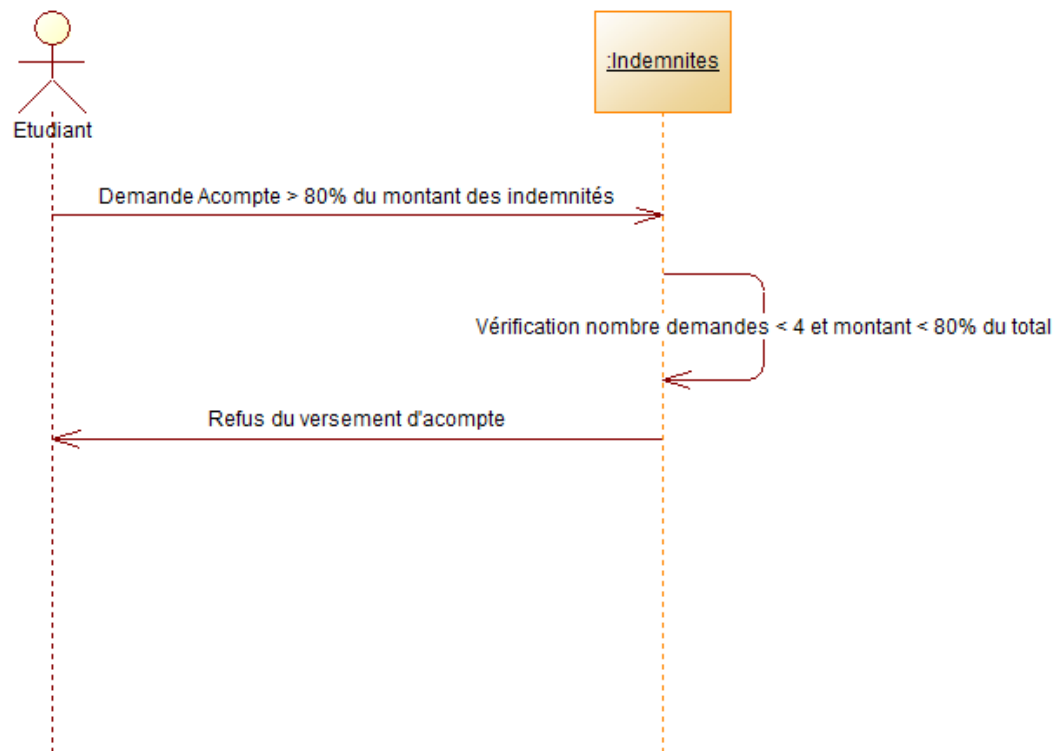 :Indemnites
Etudiant
Demande Acompte > 80% du montant des indemnités
Vérification nombre demandes < 4 et montant < 80% du total
Refus du versement d'acompte